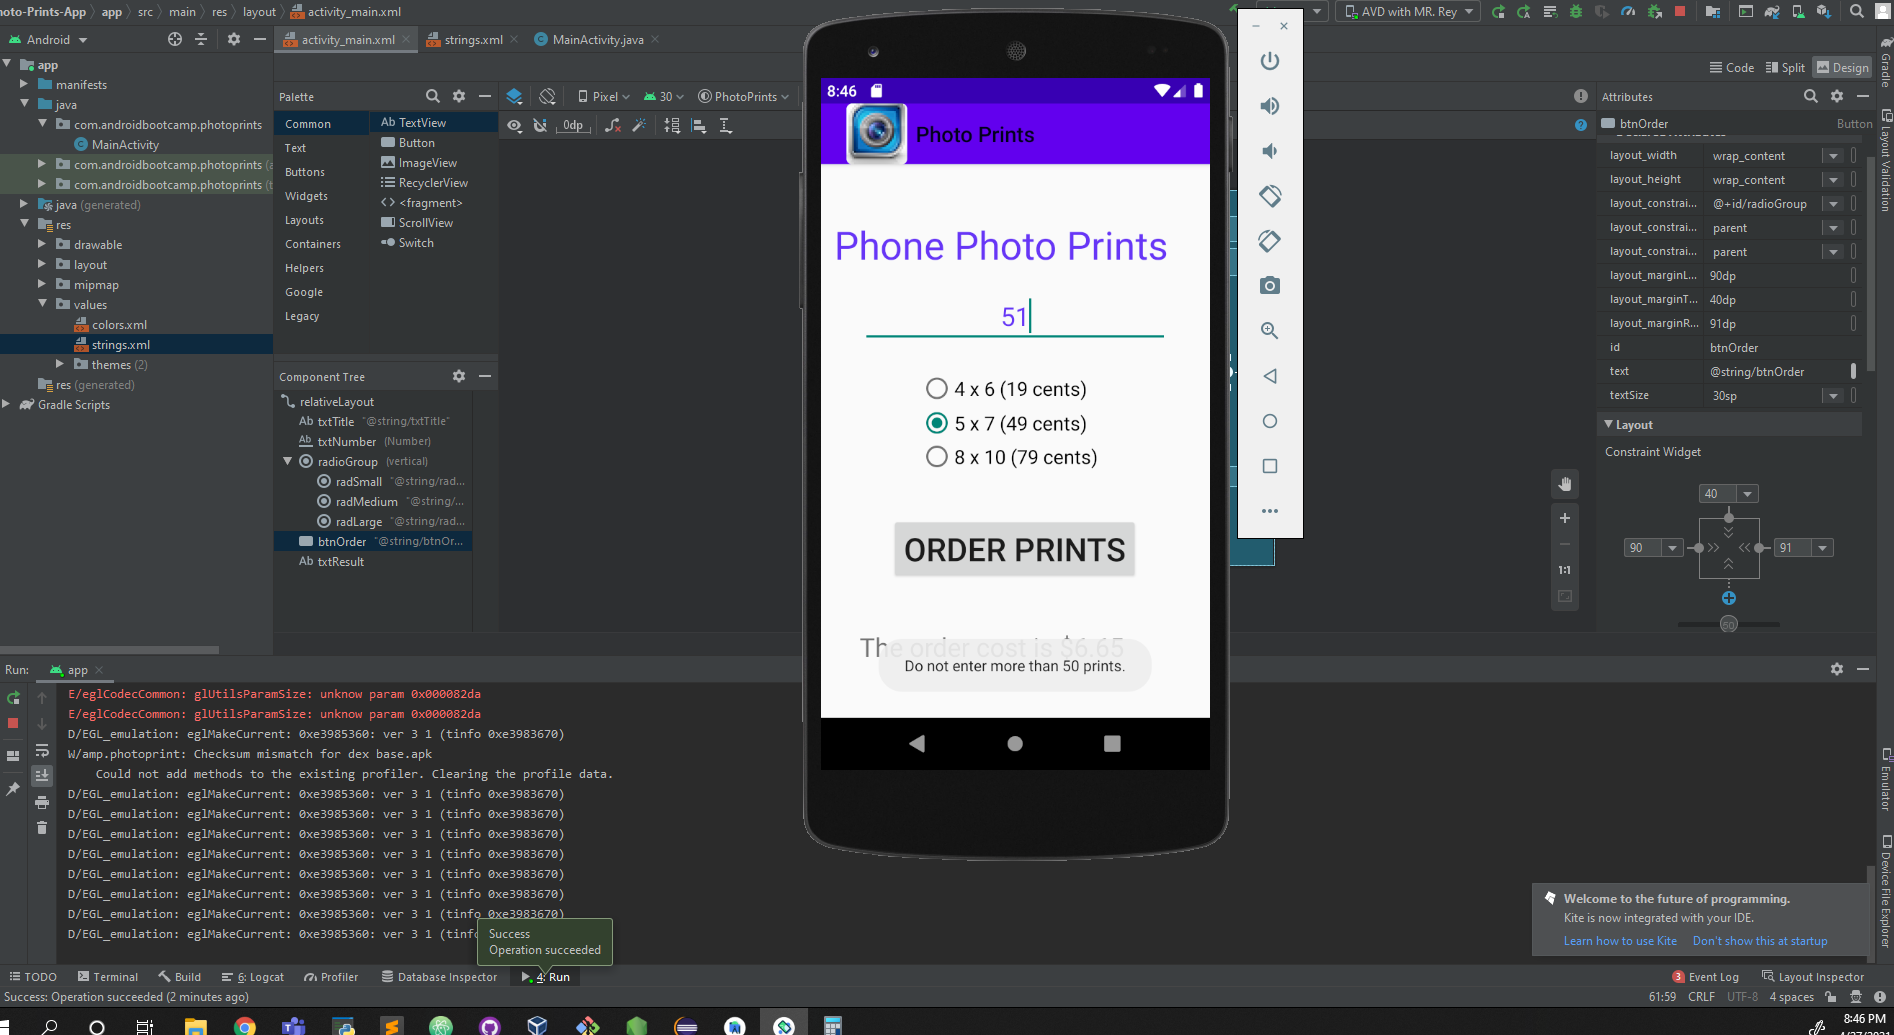 hoto-Prints-App
app
src
main
res
layout
activity_main.xml
AVD with MR. Rey
Android
activity_main.xml
strings.xml
MainActivity.java
Code
Split
Design
app
manifests
java
com.androidbootcamp.photoprints
MainActivity
com.androidbootcamp.photoprints
com.androidbootcamp.photoprints
java (generated)
res
drawable
layout
mipmap
values
colors.xml
strings.xml
themes (2)
res (generated)
Gradle Scripts
Palette
Common
Text
Buttons
Widgets
Layouts
Containers
Helpers
Google
Legacy
Ab TextView
Button
ImageView
RecyclerView
<fragment>
ScrollView
Switch
Pixel
30
PhotoPrints
0dp
Component Tree
relativeLayout
Ab txtTitle "@string/txtTitle"
Ab txtNumber (Number)
radioGroup (vertical)
radSmall "@string/rad...
radMedium "@string/...
radLarge "@string/rad...
btnOrder "@string/btnOr...
Ab txtResult
8:46
Photo Prints
Phone Photo Prints
51
4 x 6 (19 cents)
5 x 7 (49 cents)
8 x 10 (79 cents)
ORDER PRINTS
The order cost is $6.65
Do not enter more than 50 prints.
Attributes
btnOrder Button
layout_width wrap_content
layout_height wrap_content
layout_constrai... @+id/radioGroup
layout_constrai... parent
layout_constrai... parent
layout_marginL... 90dp
layout_marginT... 40dp
layout_marginR... 91dp
id btnOrder
text @string/btnOrder
textSize 30sp
Layout
Constraint Widget
40
90
91
50
1:1
Gradle
Layout Validation
Emulator
Device File Explorer
Run: app
E/eglCodecCommon: glUtilsParamSize: unknow param 0x000082da
E/eglCodecCommon: glUtilsParamSize: unknow param 0x000082da
D/EGL_emulation: eglMakeCurrent: 0xe3985360: ver 3 1 (tinfo 0xe3983670)
W/amp.photoprint: Checksum mismatch for dex base.apk
Could not add methods to the existing profiler. Clearing the profile data.
D/EGL_emulation: eglMakeCurrent: 0xe3985360: ver 3 1 (tinfo 0xe3983670)
D/EGL_emulation: eglMakeCurrent: 0xe3985360: ver 3 1 (tinfo 0xe3983670)
D/EGL_emulation: eglMakeCurrent: 0xe3985360: ver 3 1 (tinfo 0xe3983670)
D/EGL_emulation: eglMakeCurrent: 0xe3985360: ver 3 1 (tinfo 0xe3983670)
D/EGL_emulation: eglMakeCurrent: 0xe3985360: ver 3 1 (tinfo 0xe3983670)
D/EGL_emulation: eglMakeCurrent: 0xe3985360: ver 3 1 (tinfo 0xe3983670)
D/EGL_emulation: eglMakeCurrent: 0xe3985360: ver 3 1 (tinfo 0xe3983670)
D/EGL_emulation: eglMakeCurrent: 0xe3985360: ver 3 1 (tinf
Success
Operation succeeded
Welcome to the future of programming.
Kite is now integrated with your IDE.
Learn how to use Kite Don't show this at startup
TODO
Terminal
Build
6: Logcat
Profiler
Database Inspector
4: Run
3 Event Log
Layout Inspector
Success: Operation succeeded (2 minutes ago)
61:59 CRLF UTF-8 4 spaces
8:46 PM